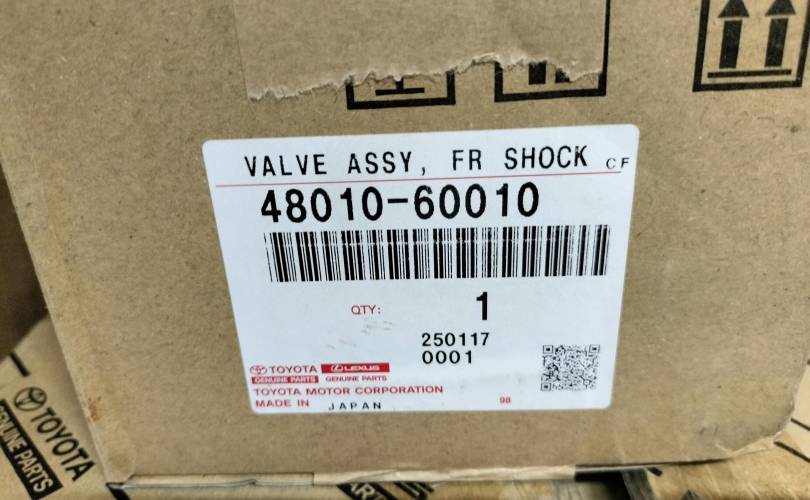 VALVE ASSY, FR SHOCK CF
48010-60010
QTY: 1
250117
0001
TOYOTA LEXUS
GENUINE PARTS GENUINE PARTS
TOYOTA MOTOR CORPORATION
MADE IN JAPAN 98
TOYOTA
GENUINE PARTS